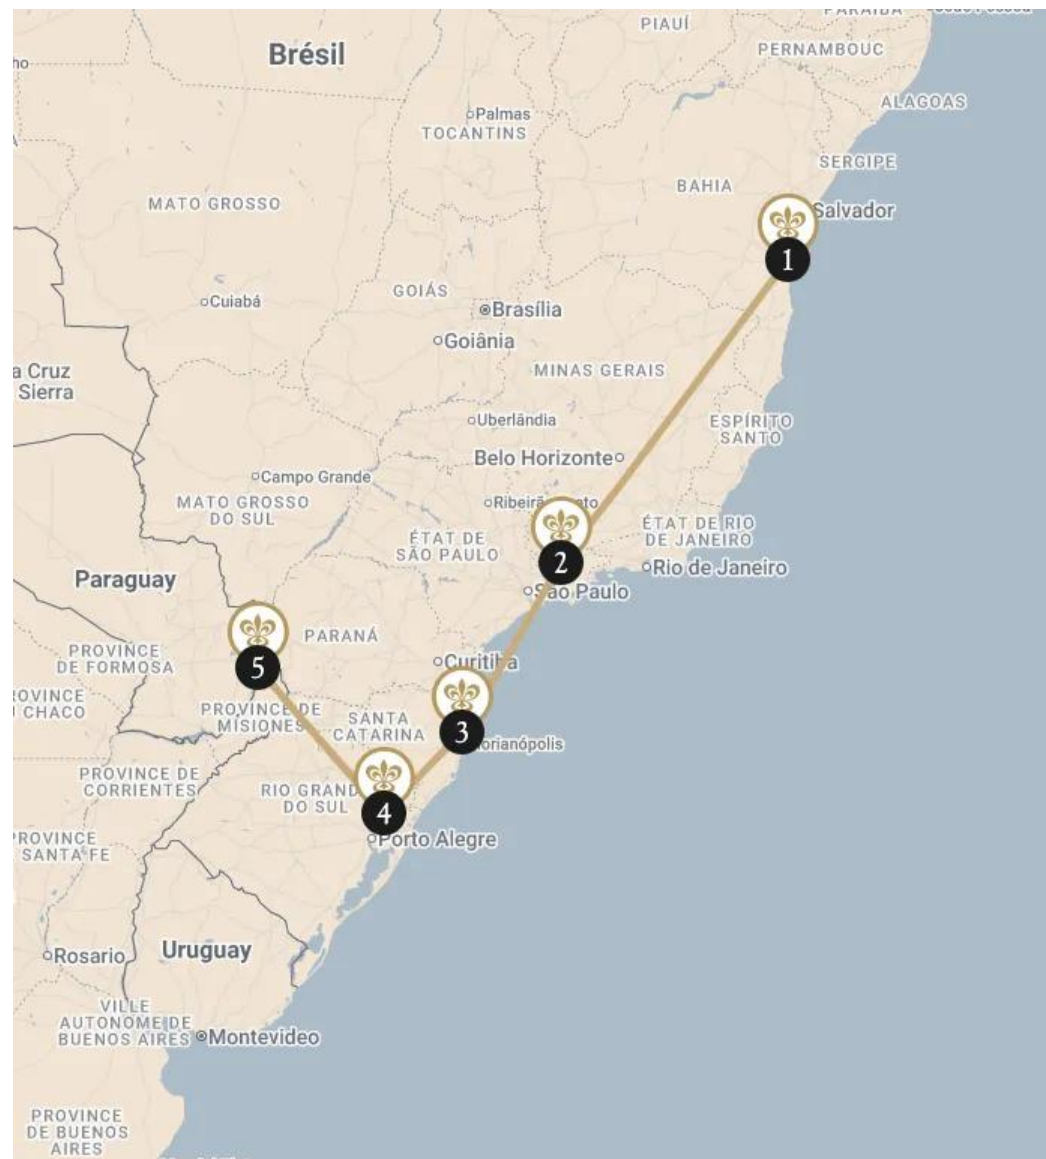 PIAUÍ
Brésil
PERNAMBOUC
ALAGOAS
Palmas
TOCANTINS
SERGIPE
BAHIA
MATO GROSSO
Salvador
1
GOIÁS
Cuiabá
Brasília
Goiânia
MINAS GERAIS
a Cruz
Sierra
Uberlândia
ESPÍRITO
SANTO
Belo Horizonte
Campo Grande
MATO GROSSO
DO SUL
ÉTAT DE RIO
DE JANEIRO
ÉTAT DE
SÃO PAULO
2
Rio de Janeiro
Paraguay
São Paulo
PARANÁ
PROVINCE
DE FORMOSA
5
Curitiba
ROVINCE
CHACO
PROVINCE DE
MISIONES
SANTA
CATARINA
3
orianópolis
PROVINCE DE
CORRIENTES
RIO GRAND
DO SUL
4
Porto Alegre
PROVINCE
SANTA FE
Uruguay
Rosario
VILLE
AUTONOME DE
BUENOS AIRES
Montevideo
PROVINCE
DE BUENOS
AIRES